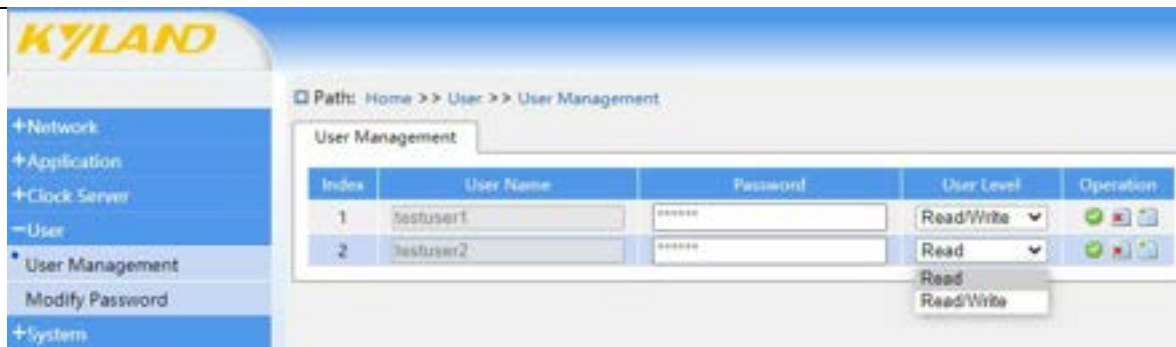 KYLAND
Path: Home >> User >> User Management
+Network
+Application
+Clock Server
−User
User Management
Modify Password
+System
User Management
Index User Name Password User Level Operation
1 testuser1 ****** Read/Write
2 testuser2 ****** Read
Read
Read/Write